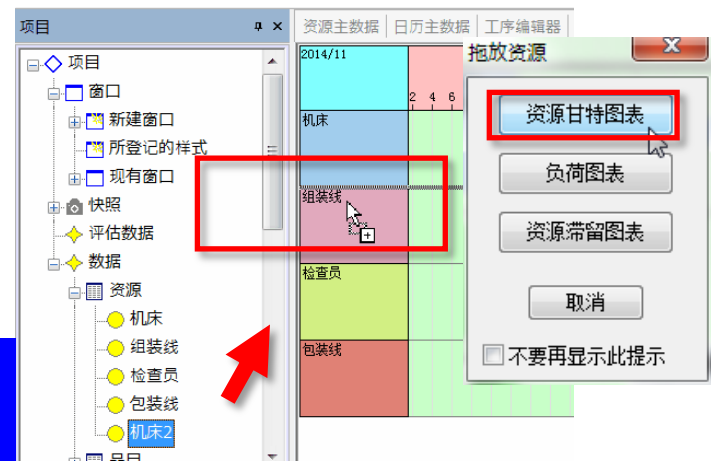 项目
项目
窗口
新建窗口
所登记的样式
现有窗口
快照
评估数据
数据
资源
机床
组装线
检查员
包装线
机床2
品目
资源主数据 日历主数据 工序编辑器
2014/11
2 4 6
机床
组装线
检查员
包装线
拖放资源
资源甘特图表
负荷图表
资源滞留图表
取消
不要再显示此提示